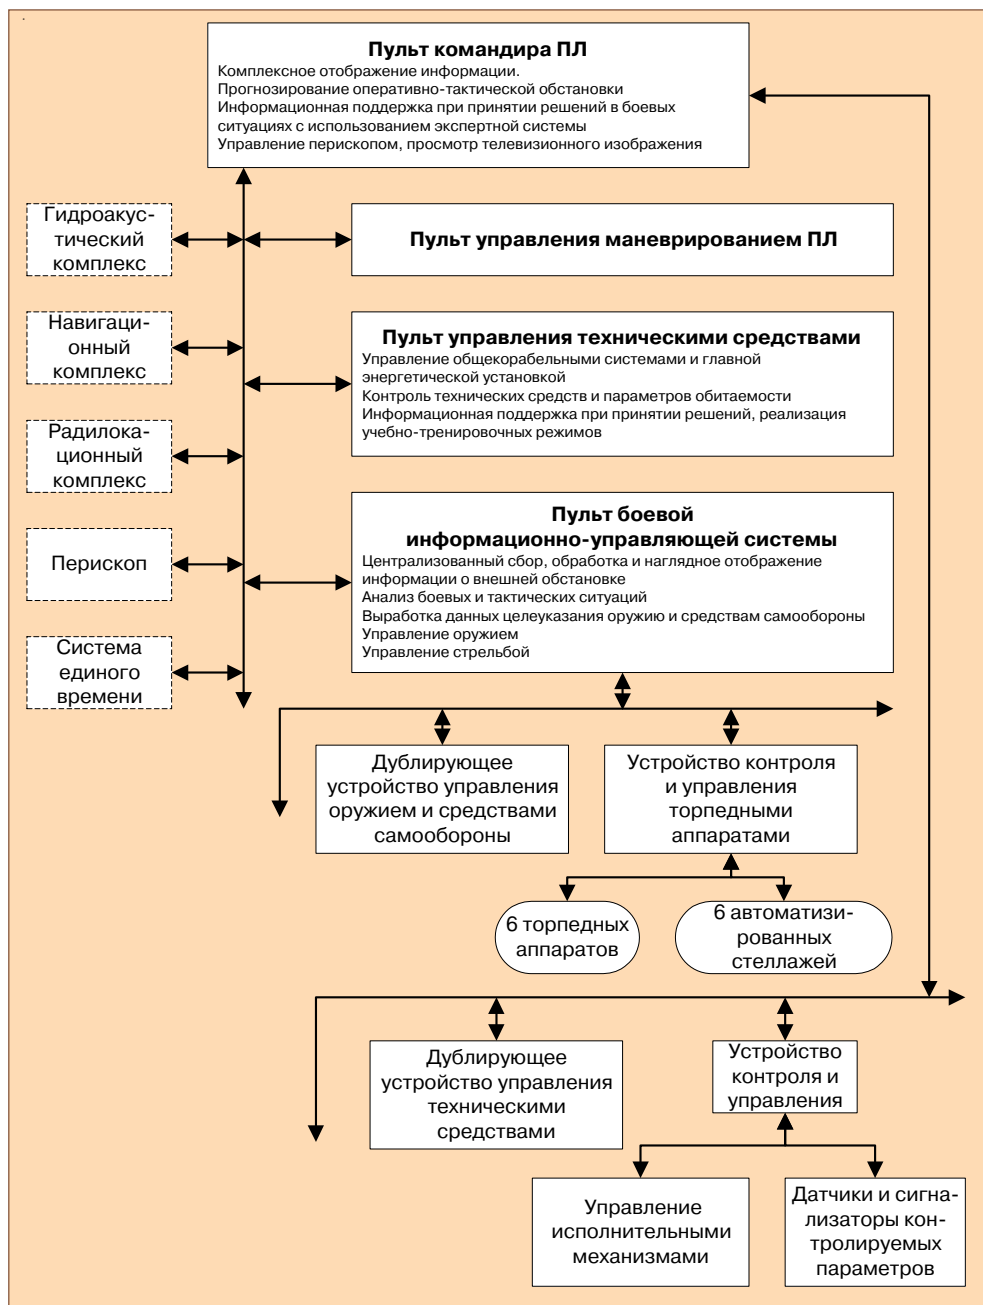 Пульт командира ПЛ
Комплексное отображение информации.
Прогнозирование оперативно-тактической обстановки
Информационная поддержка при принятии решений в боевых
ситуациях с использованием экспертной системы
Управление перископом, просмотр телевизионного изображения
Гидроакус-
тический
комплекс
Пульт управления маневрированием ПЛ
Навигаци-
онный
комплекс
Пульт управления техническими средствами
Управление общекорабельными системами и главной
энергетической установкой
Контроль технических средств и параметров обитаемости
Информационная поддержка при принятии решений, реализация
учебно-тренировочных режимов
Радилока-
ционный
комплекс
Пульт боевой
информационно-управляющей системы
Централизованный сбор, обработка и наглядное отображение
информации о внешней обстановке
Анализ боевых и тактических ситуаций
Выработка данных целеуказания оружию и средствам самообороны
Управление оружием
Управление стрельбой
Перископ
Система
единого
времени
Дублирующее
устройство управления
оружием и средствами
самообороны
Устройство контроля
и управления
торпедными
аппаратами
6 торпедных
аппаратов
6 автоматизи-
рованных
стеллажей
Дублирующее
устройство управления
техническими
средствами
Устройство
контроля и
управления
Управление
исполнительными
механизмами
Датчики и сигна-
лизаторы кон-
тролируемых
параметров